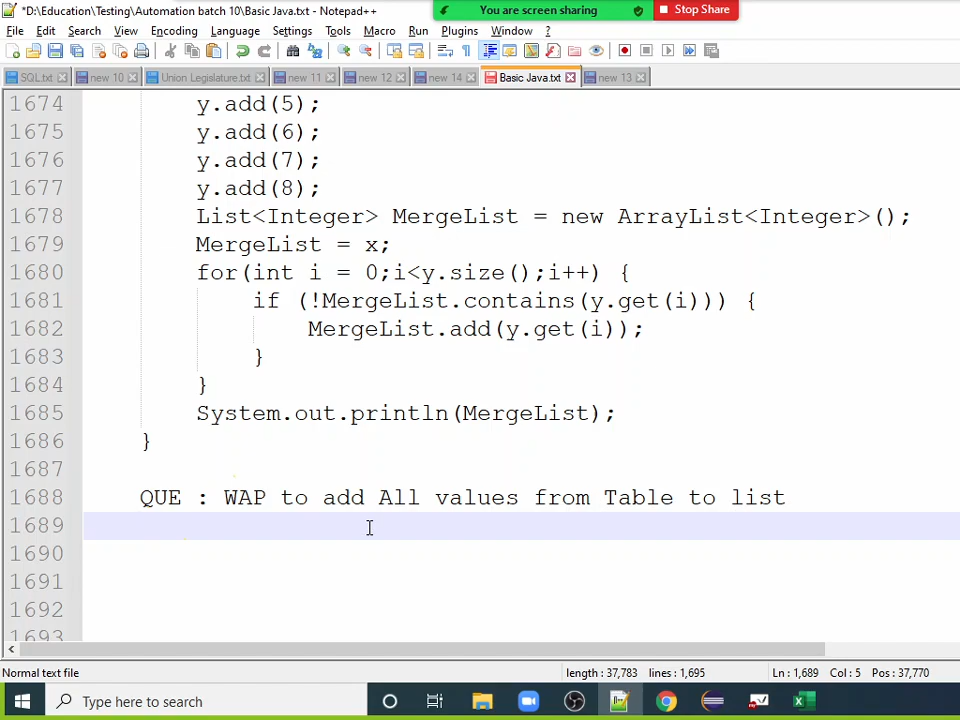 *D:\Education\Testing\Automation batch 10\Basic Java.txt - Notepad++
You are screen sharing
Stop Share
File Edit Search View Encoding Language Settings Tools Macro Run Plugins Window ?
SQL.txt new 10 Union Legislature.txt new 11 new 12 new 14 Basic Java.txt new 13
1674 y.add(5);
1675 y.add(6);
1676 y.add(7);
1677 y.add(8);
1678 List<Integer> MergeList = new ArrayList<Integer>();
1679 MergeList = x;
1680 for(int i = 0;i<y.size();i++) {
1681 if (!MergeList.contains(y.get(i))) {
1682 MergeList.add(y.get(i));
1683 }
1684 }
1685 System.out.println(MergeList);
1686 }
1687
1688 QUE : WAP to add All values from Table to list
1689
1690
1691
1692
1693
Normal text file length : 37,783 lines : 1,695 Ln : 1,689 Col : 5 Pos : 37,770
Type here to search